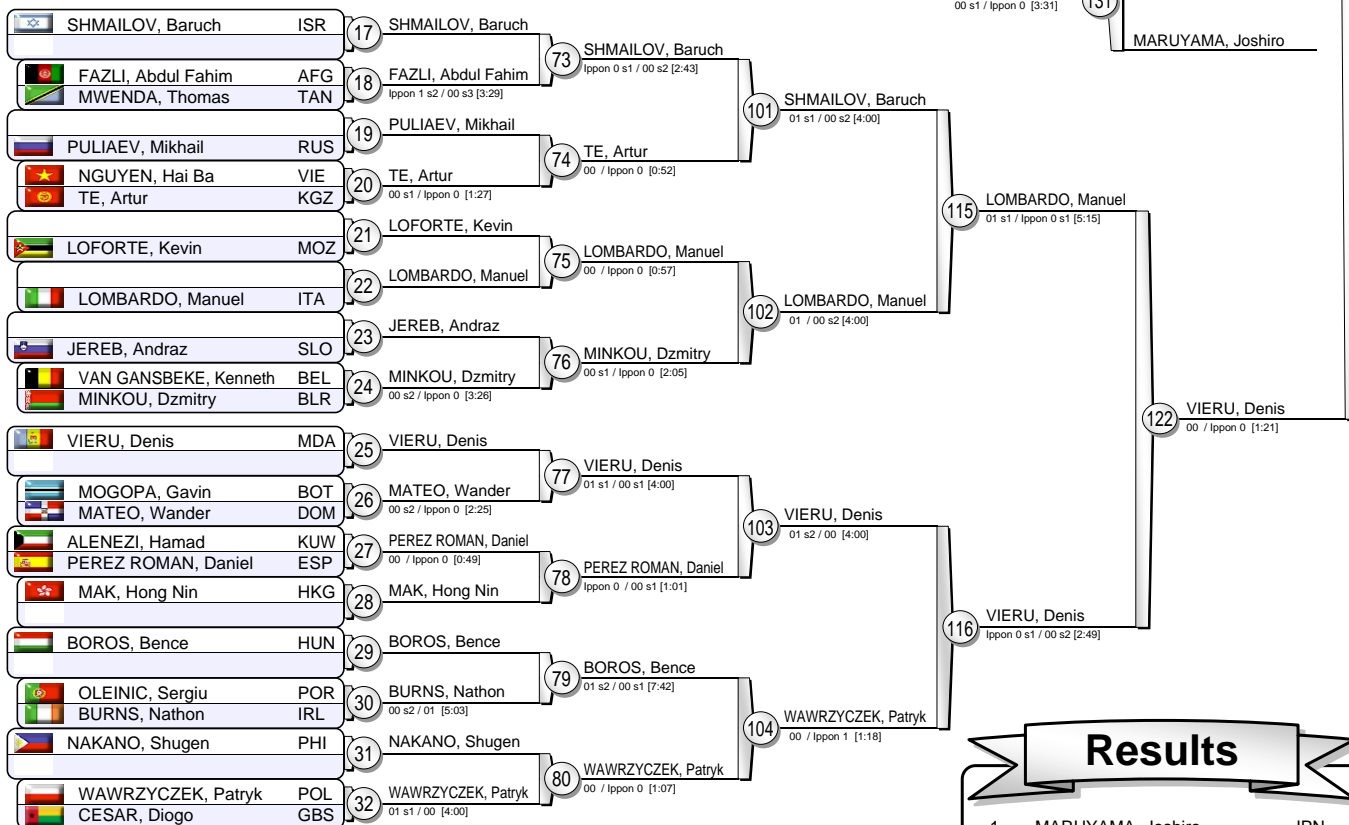 00 s1 / Ippon 0 [3:31]
131
MARUYAMA, Joshiro
SHMAILOV, Baruch ISR
FAZLI, Abdul Fahim AFG
MWENDA, Thomas TAN
PULIAEV, Mikhail RUS
NGUYEN, Hai Ba VIE
TE, Artur KGZ
LOFORTE, Kevin MOZ
LOMBARDO, Manuel ITA
JEREB, Andraz SLO
VAN GANSBEKE, Kenneth BEL
MINKOU, Dzmitry BLR
VIERU, Denis MDA
MOGOPA, Gavin BOT
MATEO, Wander DOM
ALENEZI, Hamad KUW
PEREZ ROMAN, Daniel ESP
MAK, Hong Nin HKG
BOROS, Bence HUN
OLEINIC, Sergiu POR
BURNS, Nathon IRL
NAKANO, Shugen PHI
WAWRZYCZEK, Patryk POL
CESAR, Diogo GBS
17 SHMAILOV, Baruch
18 FAZLI, Abdul Fahim
Ippon 1 s2 / 00 s3 [3:29]
19 PULIAEV, Mikhail
20 TE, Artur
00 s1 / Ippon 0 [1:27]
21 LOFORTE, Kevin
22 LOMBARDO, Manuel
23 JEREB, Andraz
24 MINKOU, Dzmitry
00 s2 / Ippon 0 [3:26]
25 VIERU, Denis
26 MATEO, Wander
00 s2 / Ippon 0 [2:25]
27 PEREZ ROMAN, Daniel
00 / Ippon 0 [0:49]
28 MAK, Hong Nin
29 BOROS, Bence
30 BURNS, Nathon
00 s2 / 01 [5:03]
31 NAKANO, Shugen
32 WAWRZYCZEK, Patryk
01 s1 / 00 [4:00]
73 SHMAILOV, Baruch
Ippon 0 s1 / 00 s2 [2:43]
74 TE, Artur
00 / Ippon 0 [0:52]
75 LOMBARDO, Manuel
00 / Ippon 0 [0:57]
76 MINKOU, Dzmitry
00 s1 / Ippon 0 [2:05]
77 VIERU, Denis
01 s1 / 00 s1 [4:00]
78 PEREZ ROMAN, Daniel
Ippon 0 / 00 s1 [1:01]
79 BOROS, Bence
01 s2 / 00 s1 [7:42]
80 WAWRZYCZEK, Patryk
00 / Ippon 0 [1:07]
101 SHMAILOV, Baruch
01 s1 / 00 s2 [4:00]
102 LOMBARDO, Manuel
01 / 00 s2 [4:00]
103 VIERU, Denis
01 s2 / 00 [4:00]
104 WAWRZYCZEK, Patryk
00 / Ippon 1 [1:18]
115 LOMBARDO, Manuel
01 s1 / Ippon 0 s1 [5:15]
116 VIERU, Denis
Ippon 0 s1 / 00 s2 [2:49]
122 VIERU, Denis
00 / Ippon 0 [1:21]
Results
1 MARUYAMA, Joshiro JPN